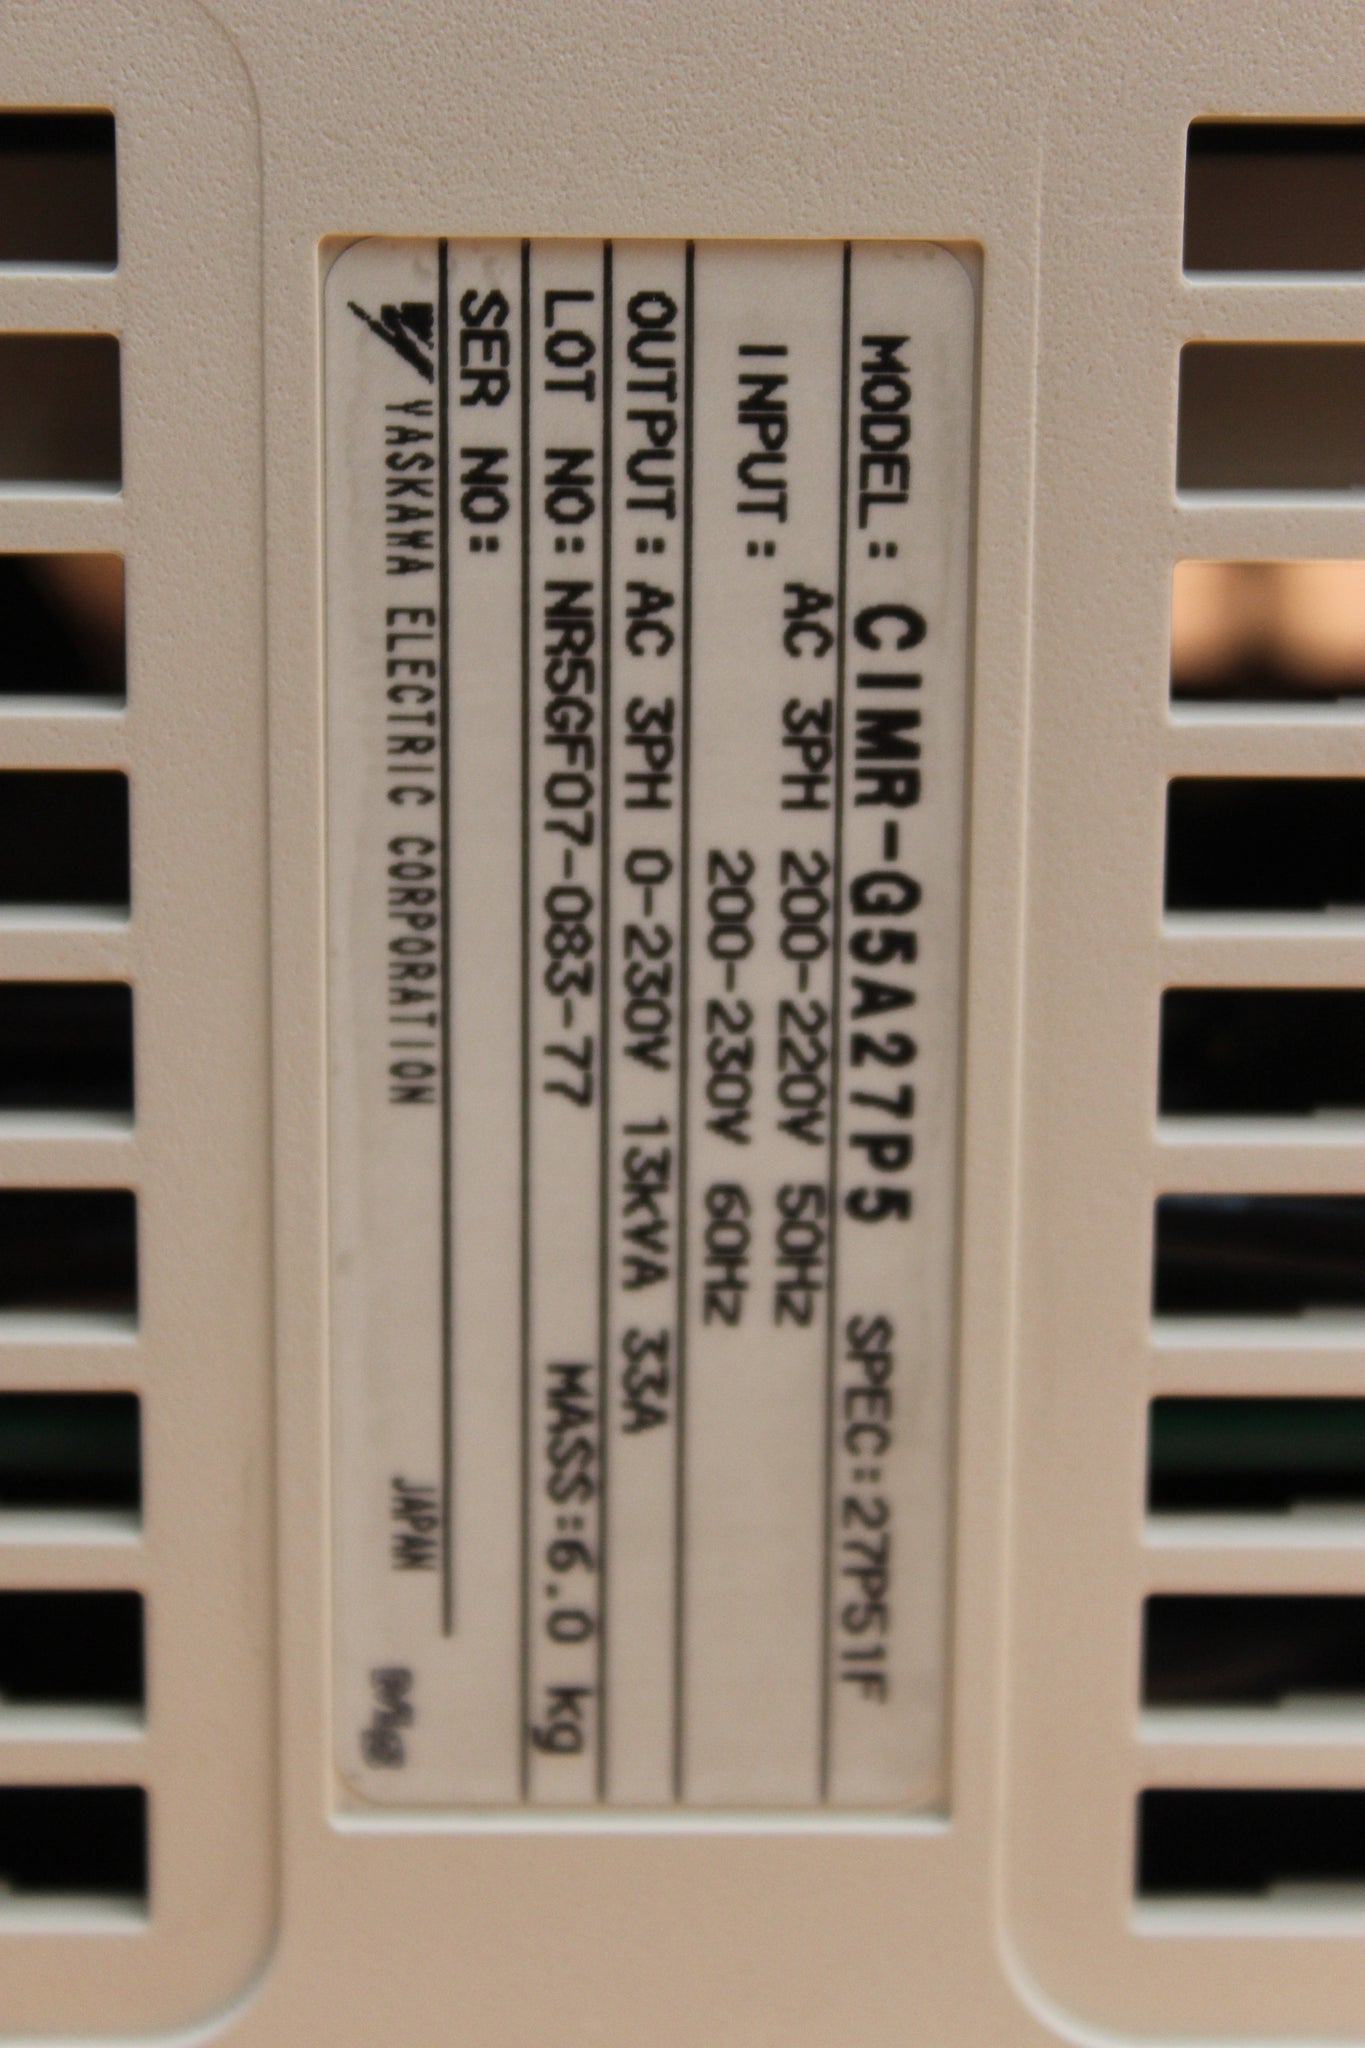 MODEL: CIMR-G5A27P5 SPEC:27P51F
INPUT: AC 3PH 200-220V 50Hz
200-230V 60Hz
OUTPUT: AC 3PH 0-230V 13kVA 33A
LOT NO: NR5GF07-083-77 MASS:6.0 kg
SER NO:
YASKAWA ELECTRIC CORPORATION JAPAN